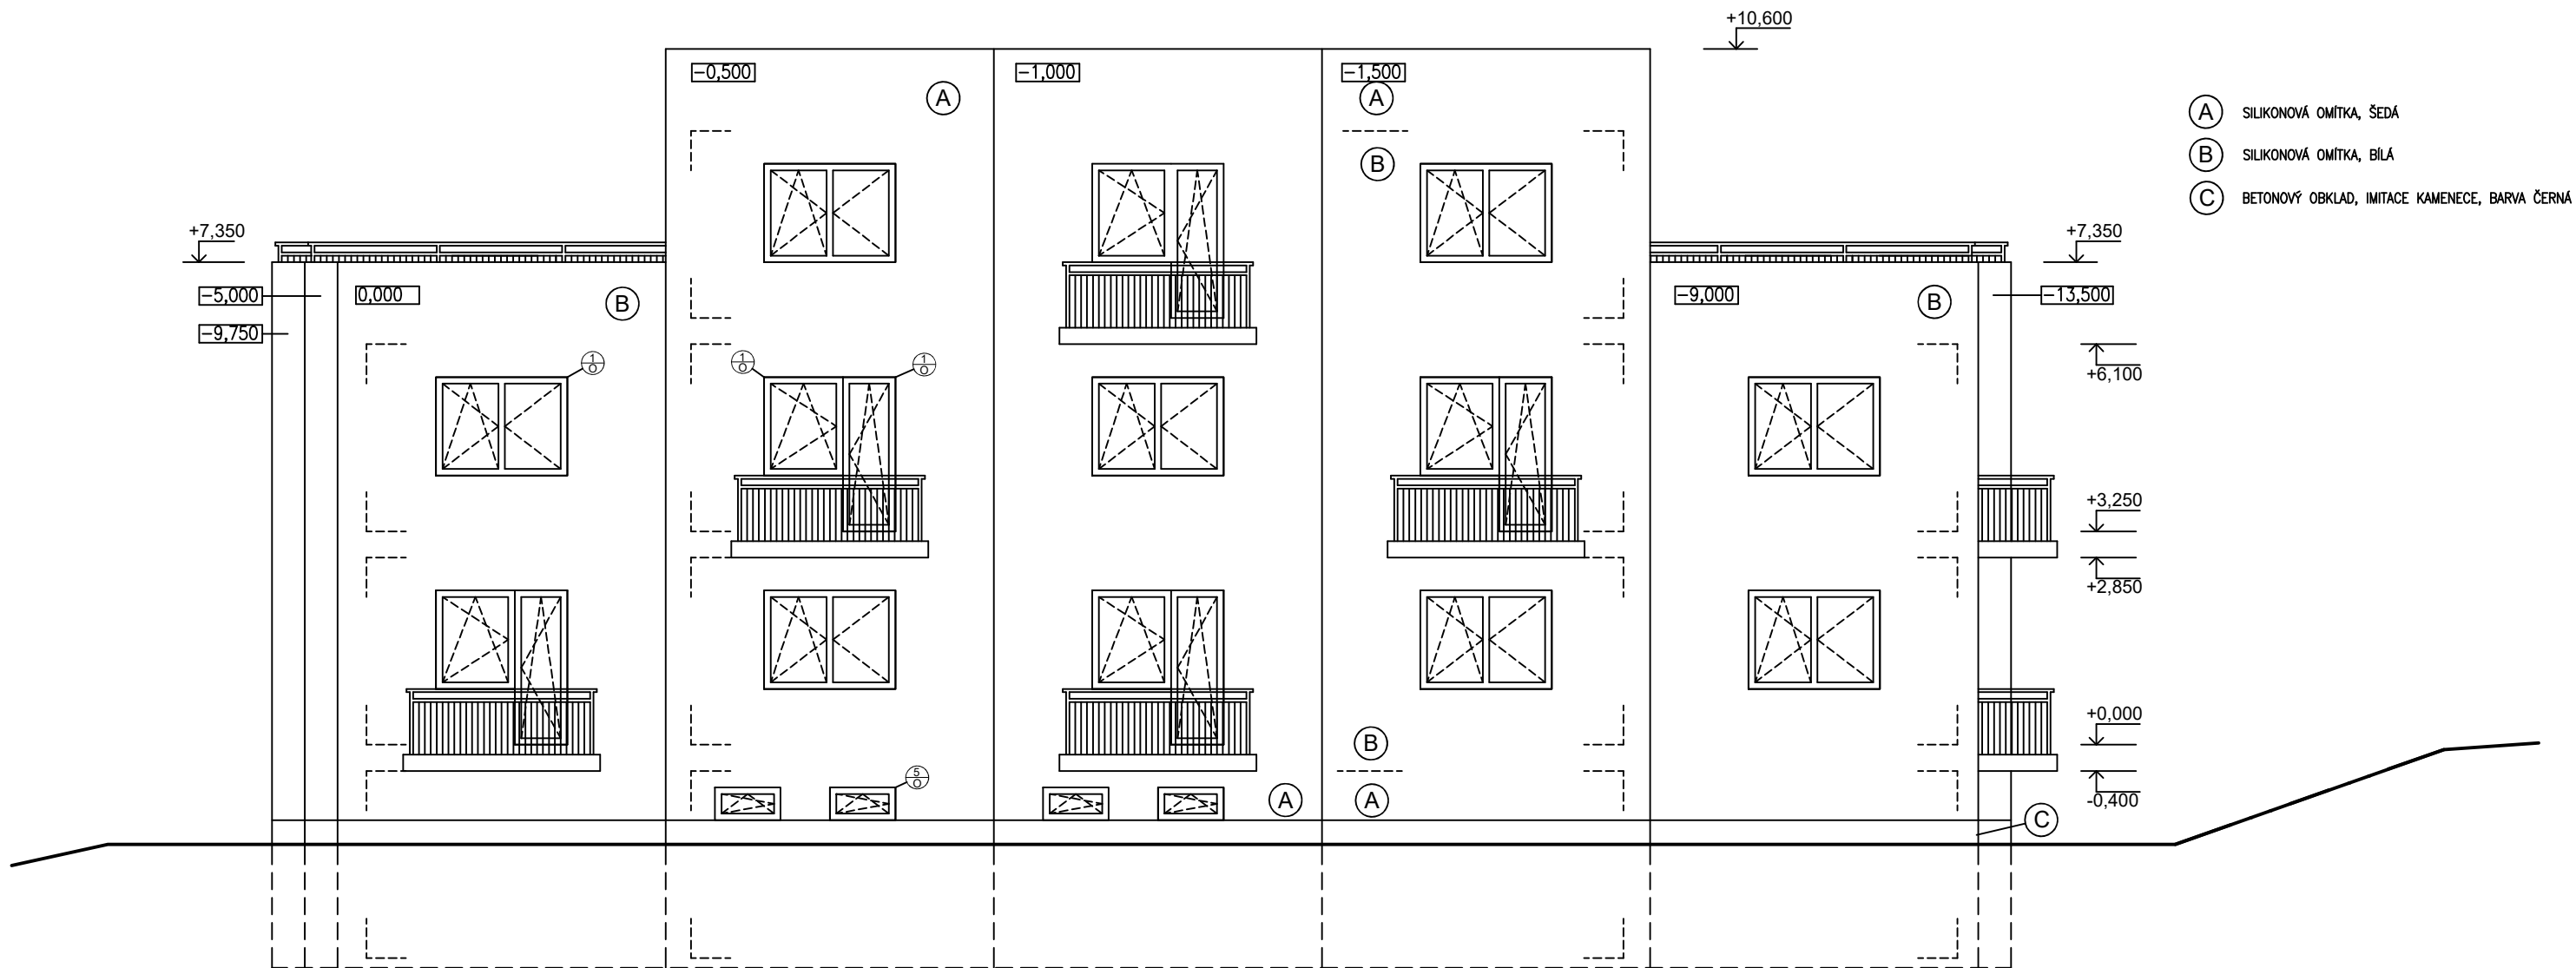 +10,600
-0,500
-1,000
-1,500
A
A
A SILIKONOVÁ OMÍTKA, ŠEDÁ
B
B SILIKONOVÁ OMÍTKA, BÍLÁ
C BETONOVÝ OBKLAD, IMITACE KAMENECE, BARVA ČERNÁ
+7,350
+7,350
-5,000
0,000
B
-9,000
B
-13,500
-9,750
1
O
1
O
1
O
+6,100
+3,250
+2,850
+0,000
B
5
O
A
A
-0,400
C